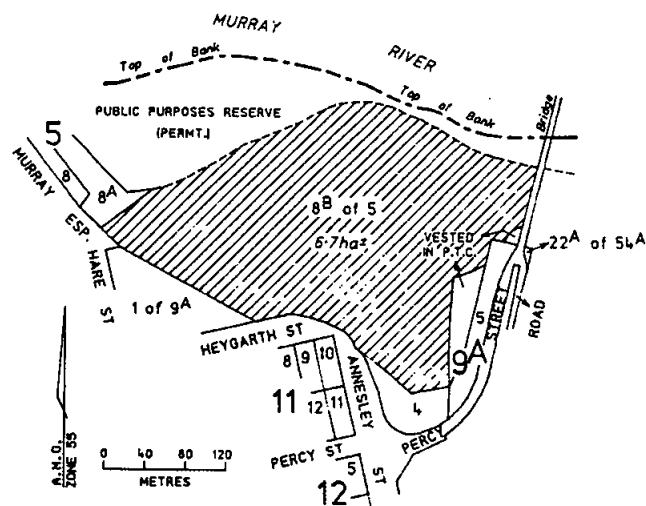 MURRAY
RIVER
Top of Bank
Top of Bank
Bridge
PUBLIC PURPOSES RESERVE
(PERMT.)
5
8
8A
MURRAY
ESP.
HARE
ST
8B of 5
6·7ha±
VESTED
IN P.T.C.
22A of 54A
1 of 9A
5
STREET
ROAD
9A
HEYGARTH ST
8
9
10
ANNESLEY
11
12
11
4
PERCY
PERCY ST
5
ST
12
A.M.G.
ZONE 55
0 40 80 120
METRES